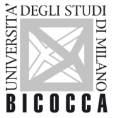 UNIVERSITA'
DEGLI STUDI
DI MILANO
BICOCCA